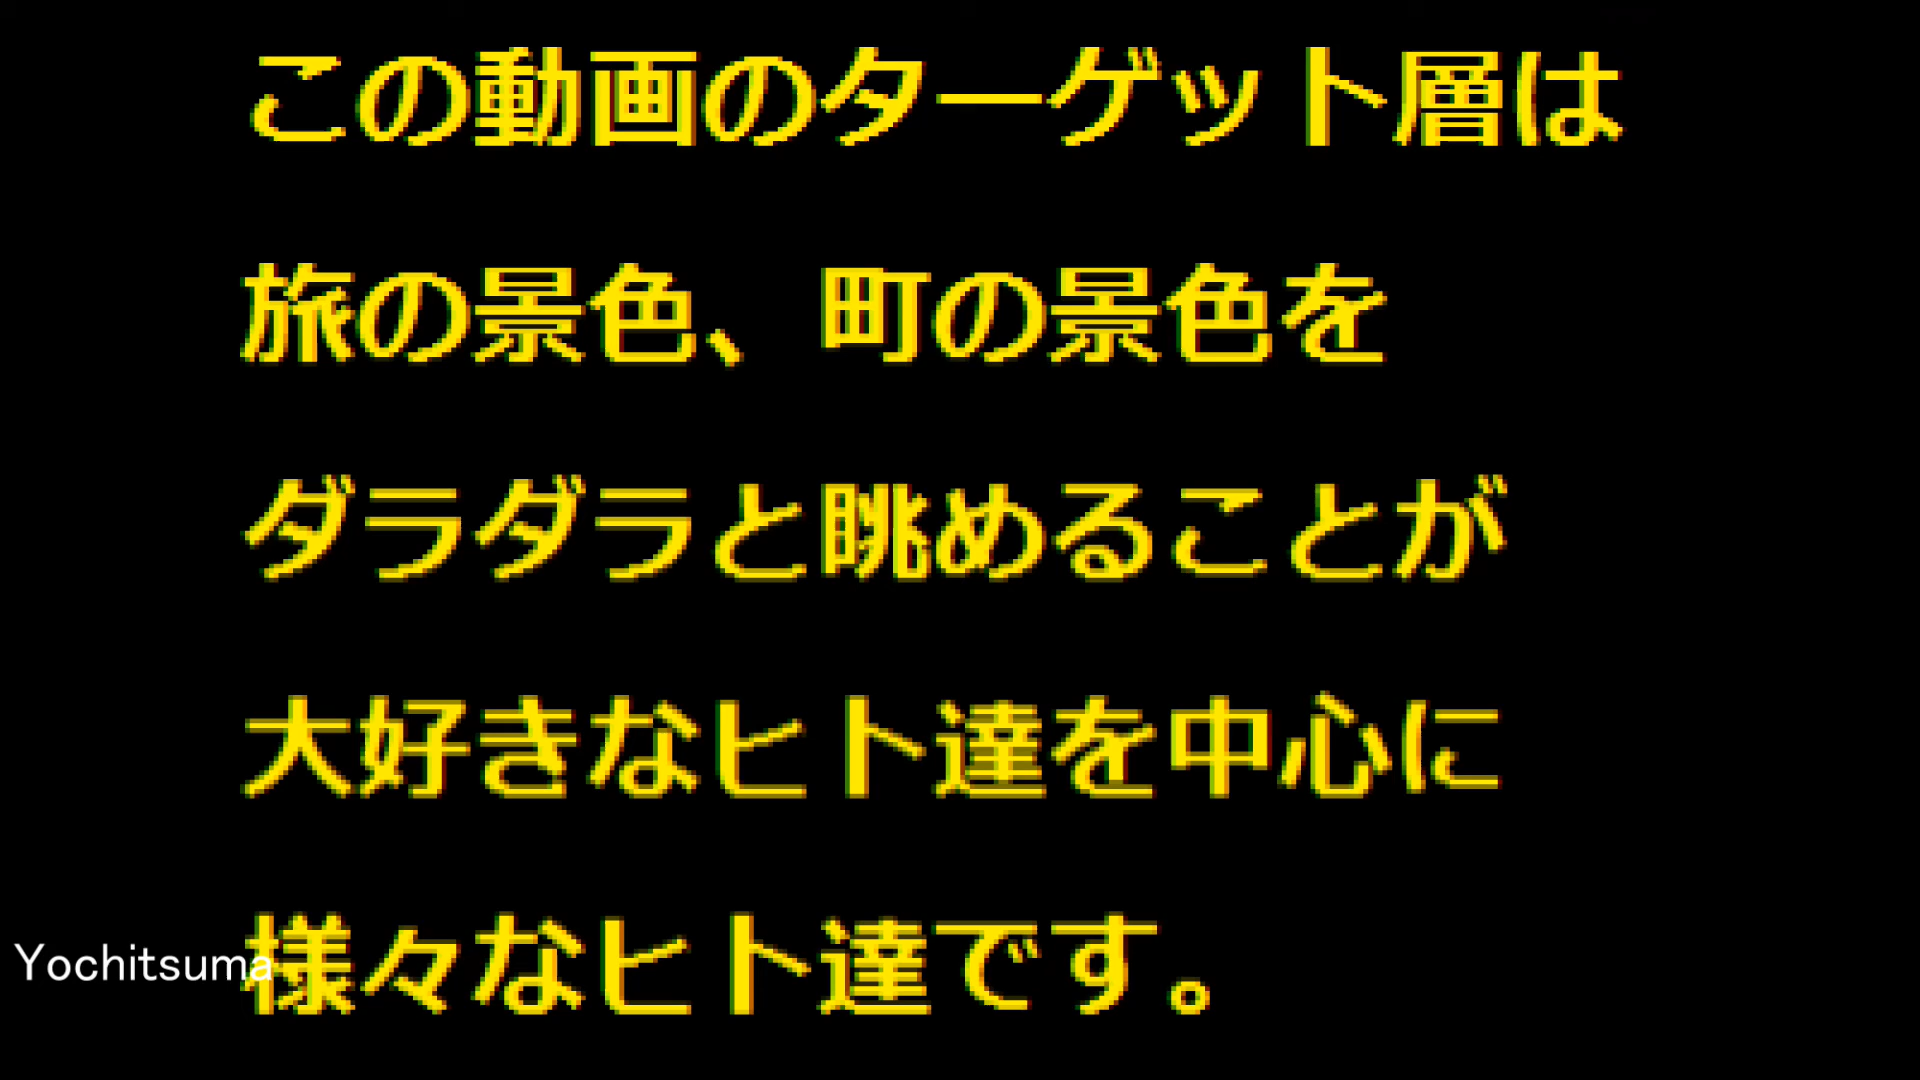 この動画のターゲット層は
旅の景色、町の景色を
ダラダラと眺めることが
大好きなヒト達を中心に
様々なヒト達です。
Yochitsuma